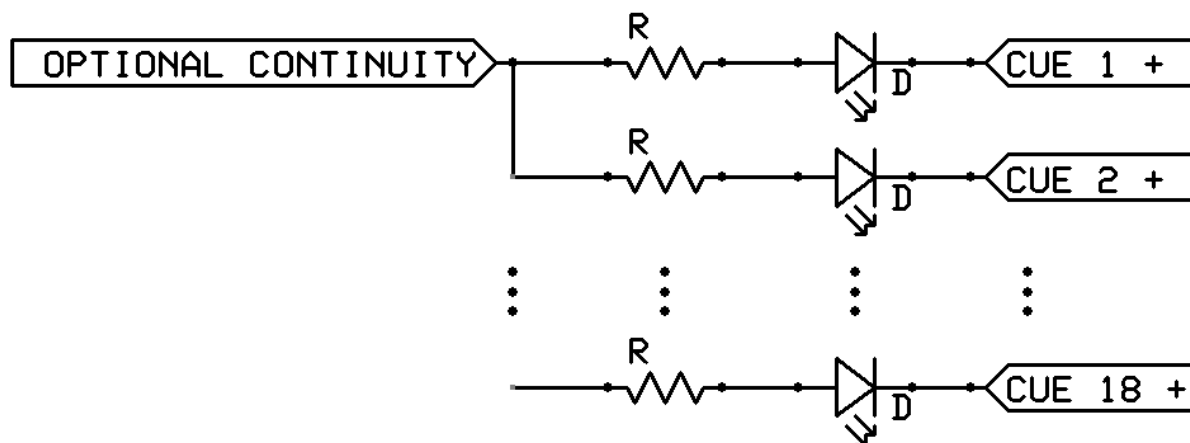 R
OPTIONAL CONTINUITY
CUE 1 +
D
R
CUE 2 +
D
R
CUE 18 +
D